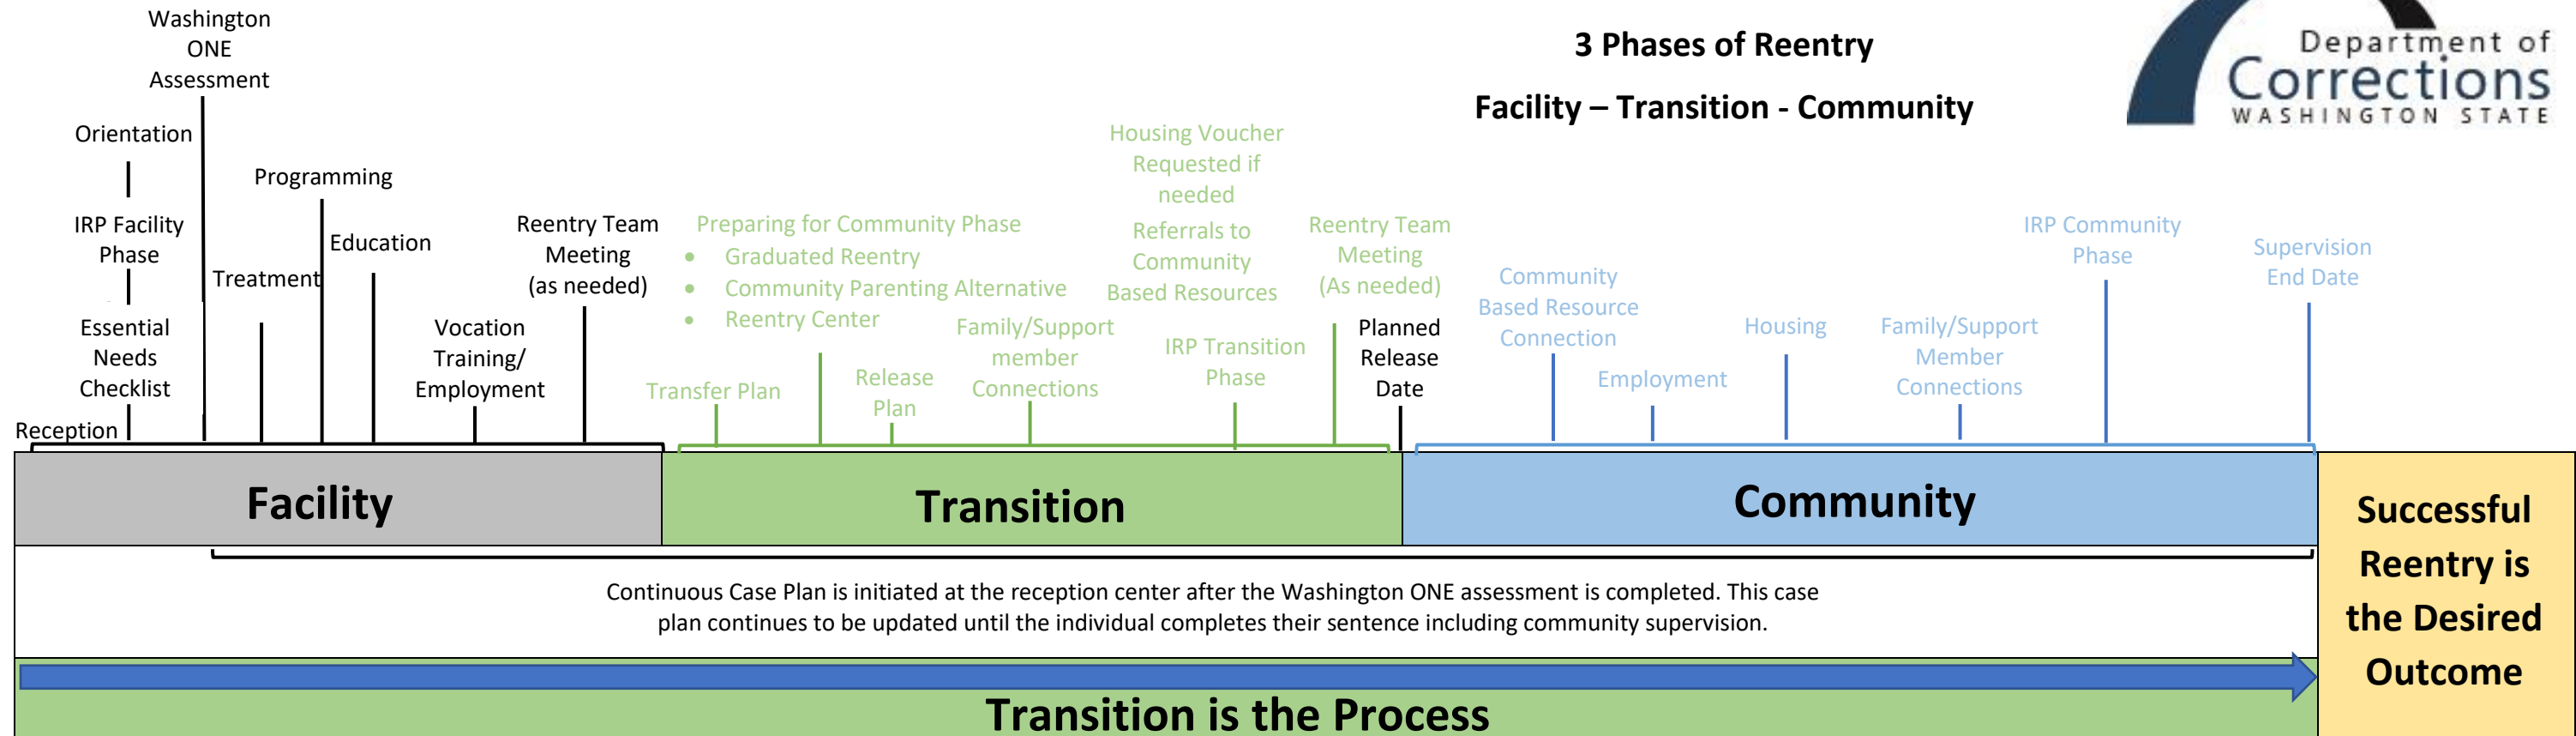 3 Phases of Reentry
Facility – Transition - Community
Department of
Corrections
WASHINGTON STATE
Washington
ONE
Assessment
Orientation
IRP Facility
Phase
Essential
Needs
Checklist
Reception
Treatment
Programming
Education
Vocation
Training/
Employment
Reentry Team
Meeting
(as needed)
Transfer Plan
Preparing for Community Phase
• Graduated Reentry
• Community Parenting Alternative
• Reentry Center
Release
Plan
Family/Support
member
Connections
Housing Voucher
Requested if
needed
Referrals to
Community
Based Resources
IRP Transition
Phase
Reentry Team
Meeting
(As needed)
Planned
Release
Date
Community
Based Resource
Connection
Employment
Housing
Family/Support
Member
Connections
IRP Community
Phase
Supervision
End Date
Facility
Transition
Community
Continuous Case Plan is initiated at the reception center after the Washington ONE assessment is completed. This case
plan continues to be updated until the individual completes their sentence including community supervision.
Transition is the Process
Successful
Reentry is
the Desired
Outcome